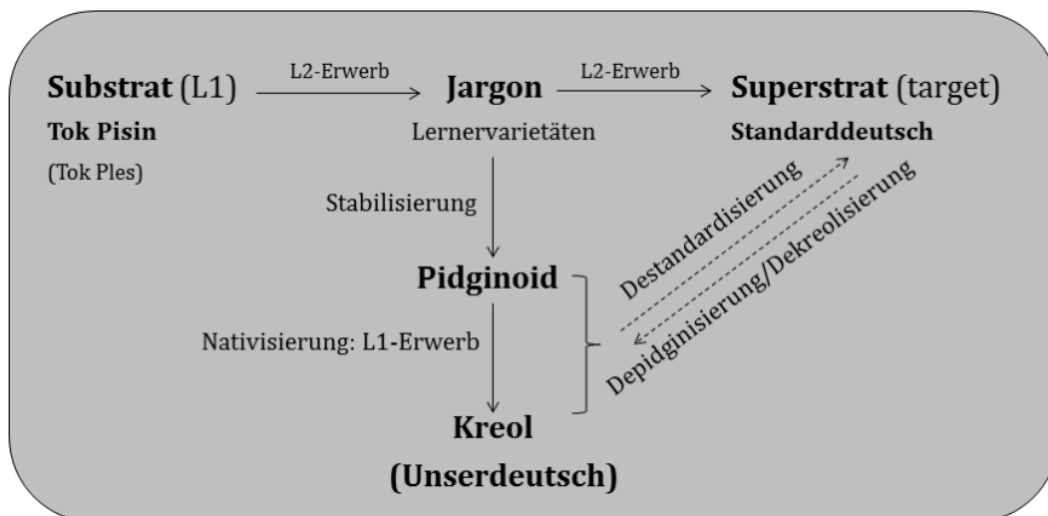 L2-Erwerb L2-Erwerb
Substrat (L1) Jargon Superstrat (target)
Tok Pisin Lernervarietäten Standarddeutsch
(Tok Ples)
Stabilisierung
Destandardisierung
Pidginoid
Depidginisierung/Dekreolisierung
Nativisierung: L1-Erwerb
Kreol
(Unserdeutsch)